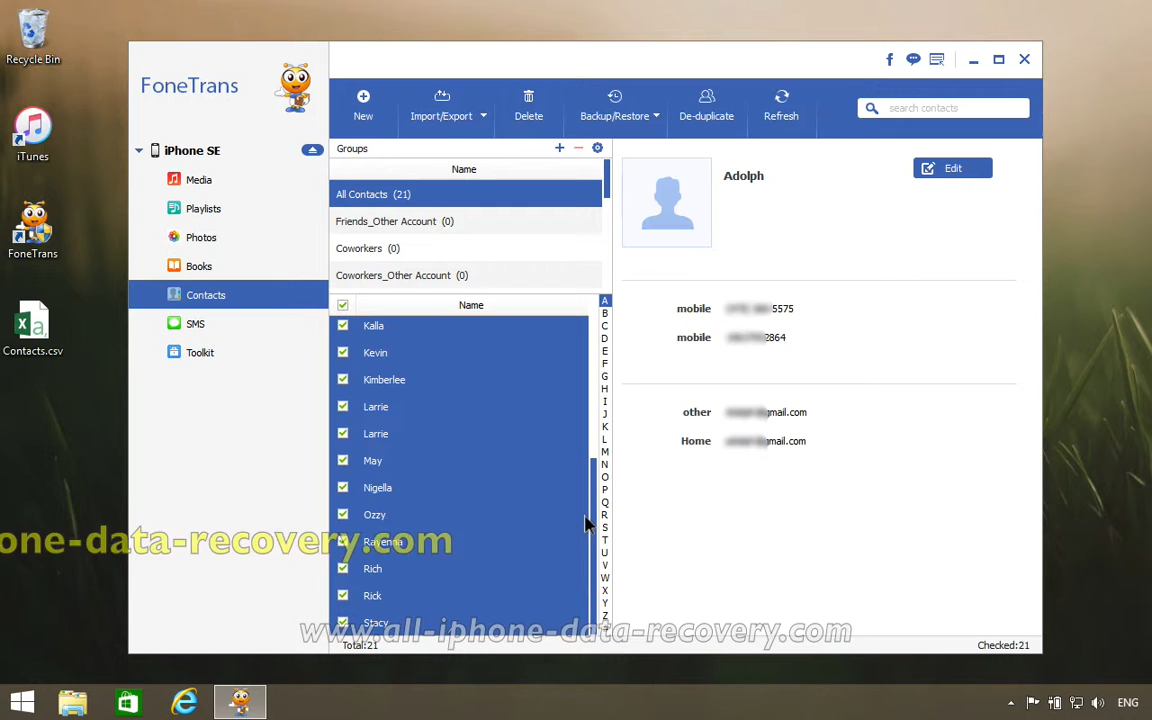 Recycle Bin
iTunes
FoneTrans
Contacts.csv
FoneTrans
iPhone SE
Media
Playlists
Photos
Books
Contacts
SMS
Toolkit
New
Import/Export
Delete
Backup/Restore
De-duplicate
Refresh
search contacts
Groups
Name
All Contacts (21)
Friends_Other Account (0)
Coworkers (0)
Coworkers_Other Account (0)
Name
Kalla
Kevin
Kimberlee
Larrie
Larrie
May
Nigella
Ozzy
Ravenna
Rich
Rick
Stacy
A
B
C
D
E
F
G
H
I
J
K
L
M
N
O
P
Q
R
S
T
U
V
W
X
Y
Z
#
Adolph
Edit
mobile 5575
mobile 2864
other gmail.com
Home @gmail.com
one-data-recovery.com
www.all-iphone-data-recovery.com
Total:21
Checked:21
ENG